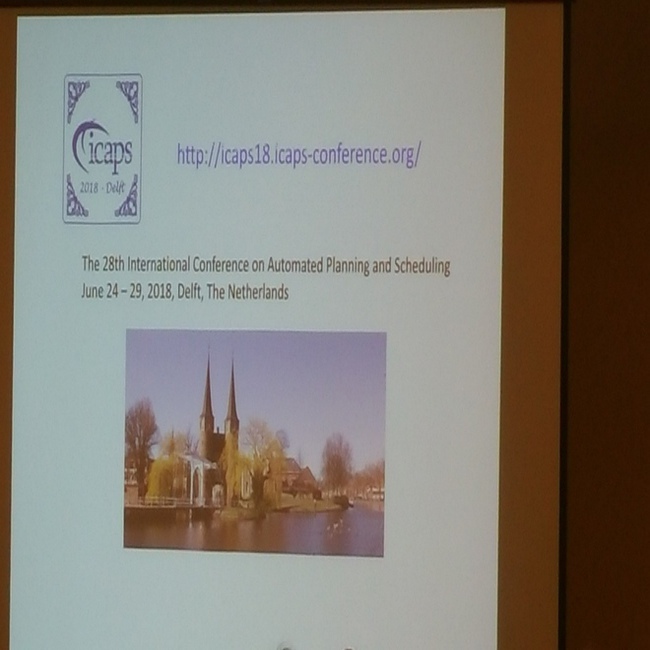 icaps
2018 - Delft
http://icaps18.icaps-conference.org/
The 28th International Conference on Automated Planning and Scheduling
June 24 – 29, 2018, Delft, The Netherlands